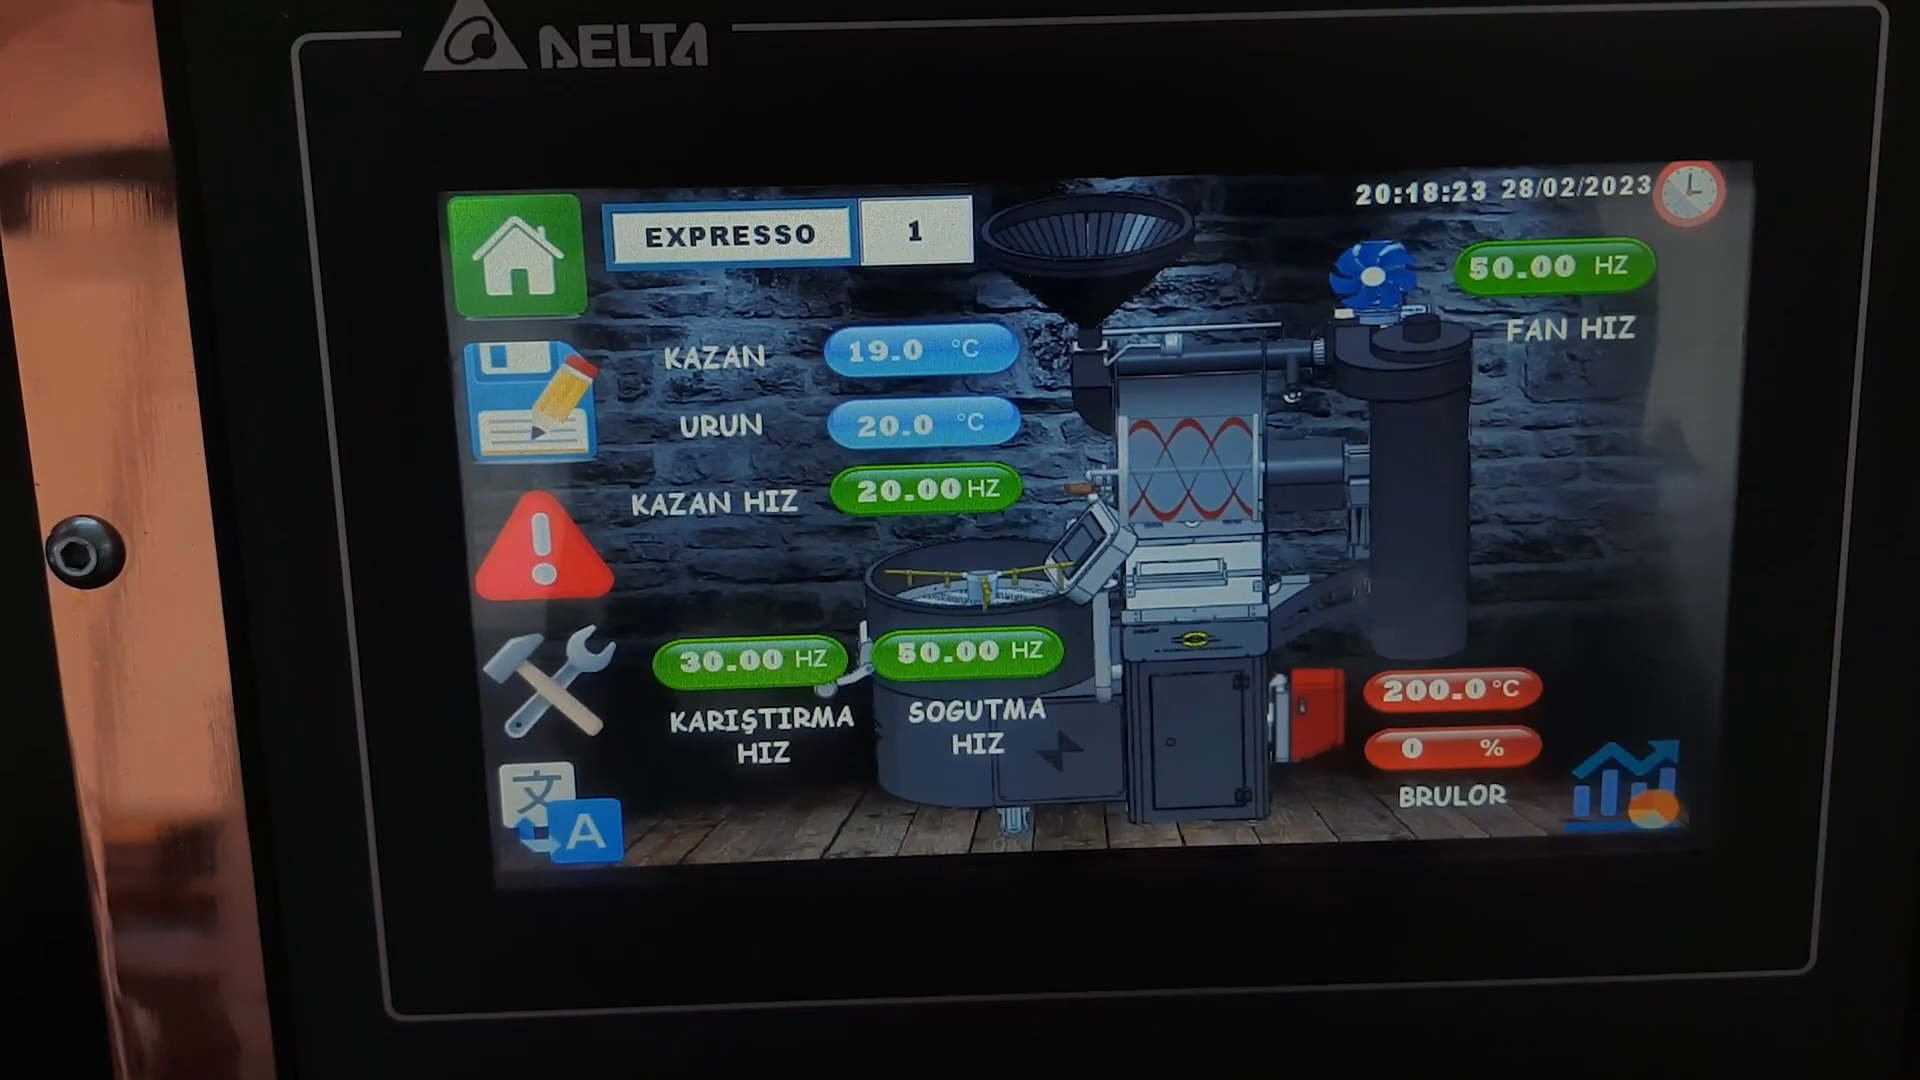 DELTA
20:18:23 28/02/2023
EXPRESSO 1
50.00 HZ
FAN HIZ
KAZAN 19.0 °C
URUN 20.0 °C
KAZAN HIZ 20.00 HZ
30.00 HZ
KARIŞTIRMA
HIZ
50.00 HZ
SOGUTMA
HIZ
200.0 °C
0 %
BRULOR
文
A